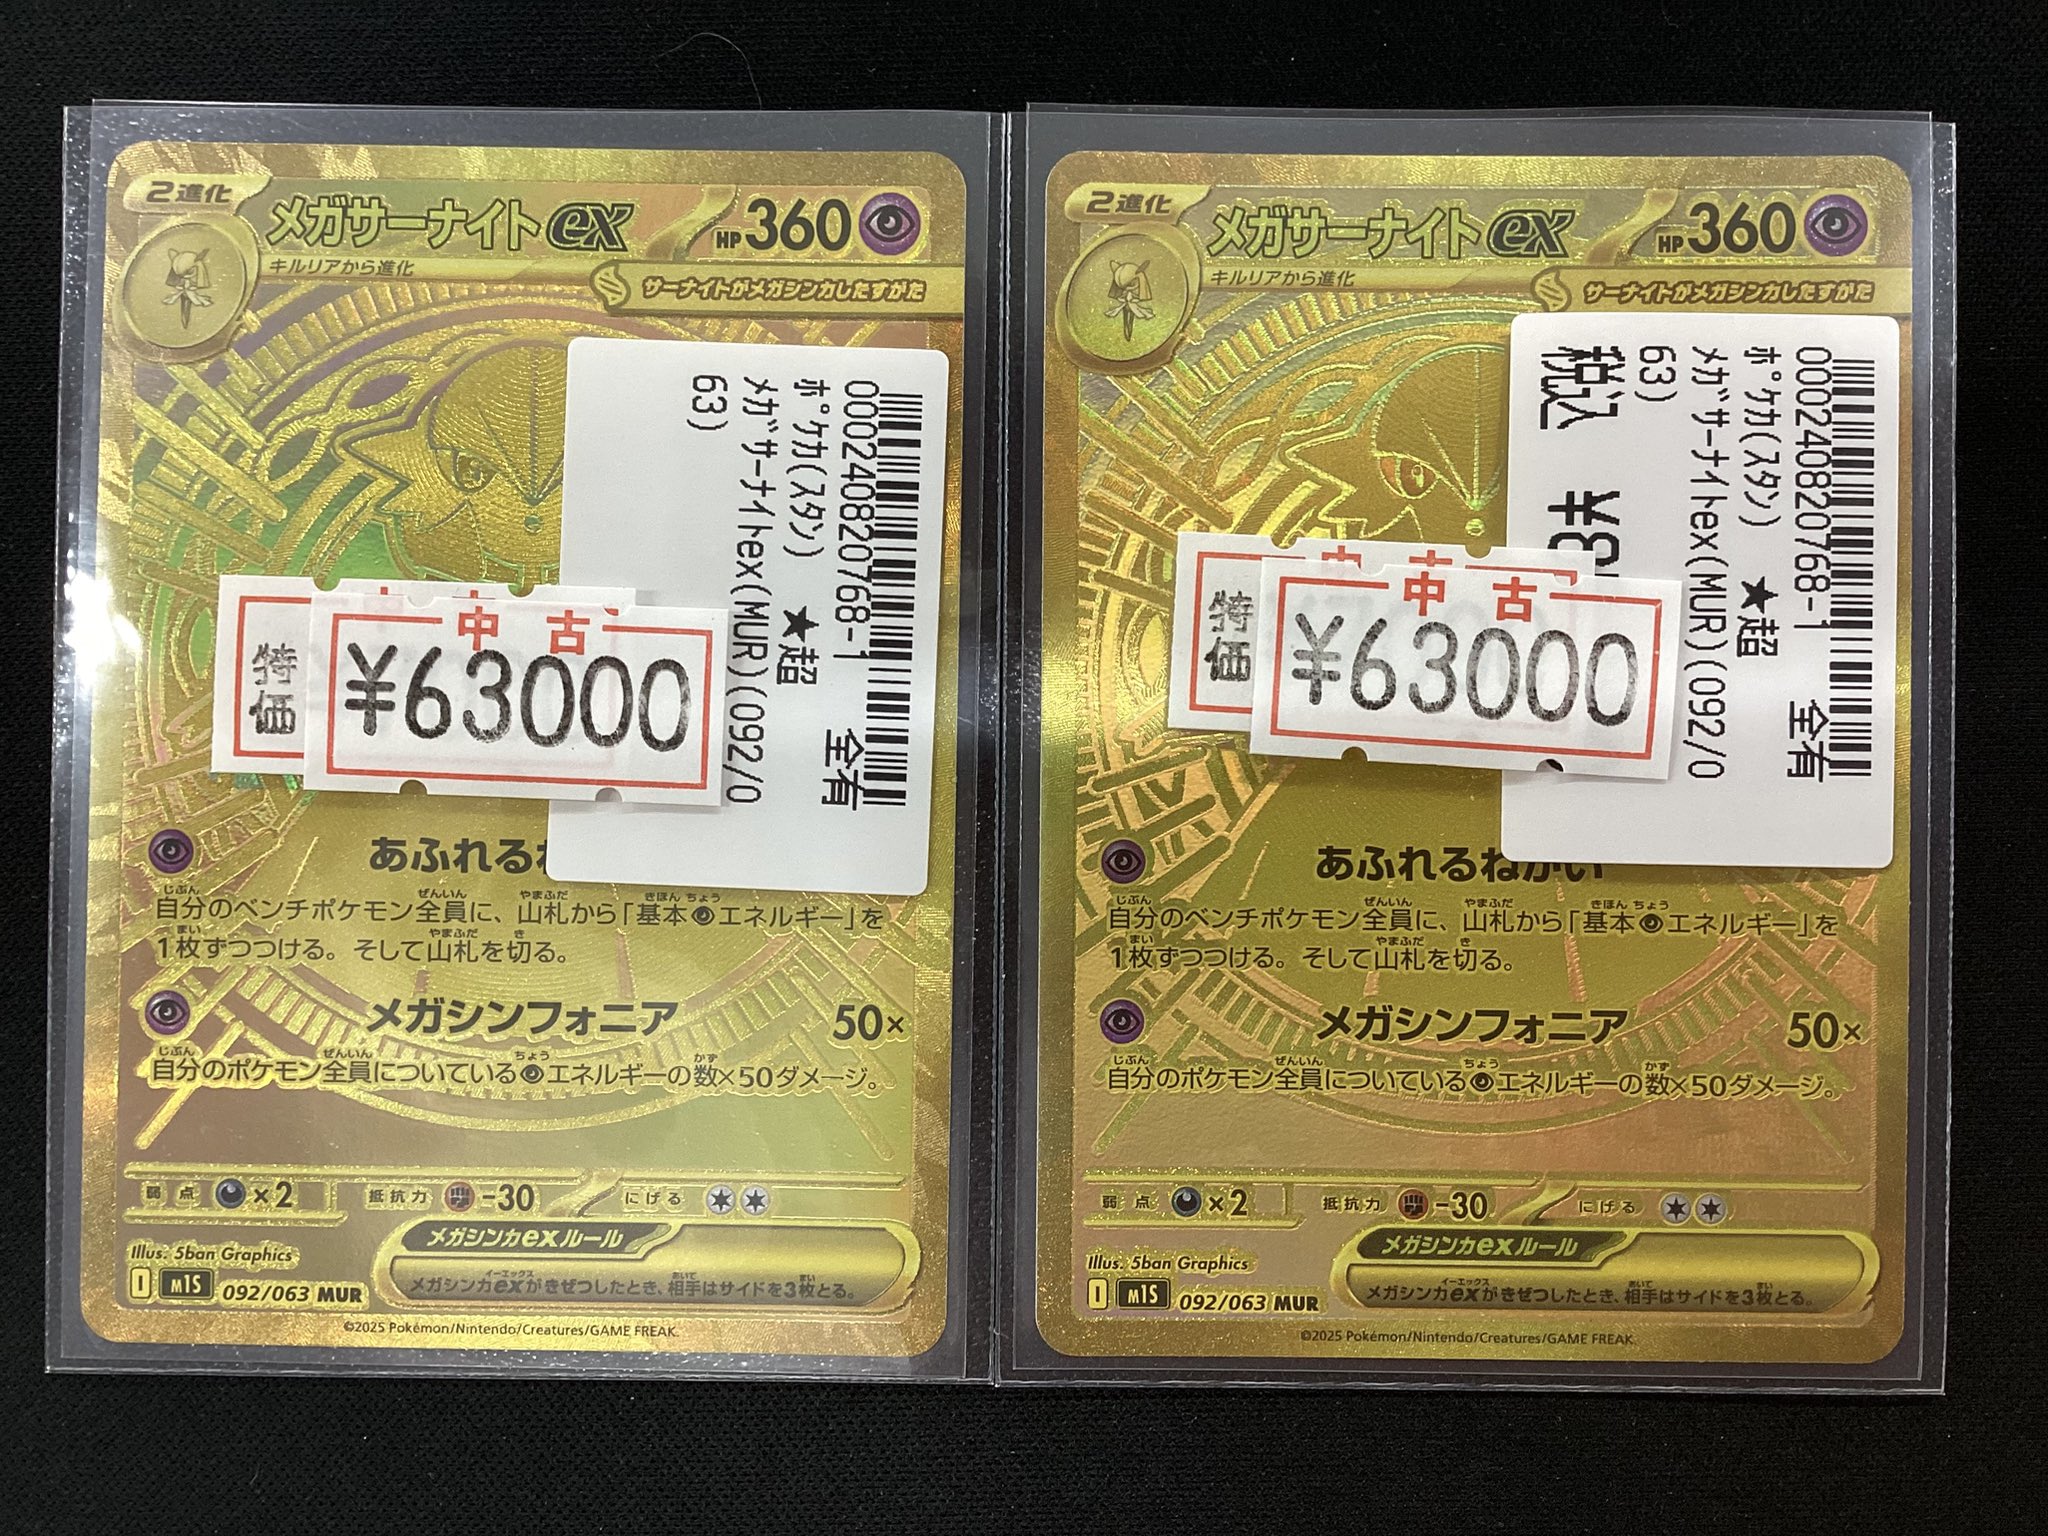 2進化
メガサーナイトex
HP360
キルリアから進化
サーナイトがメガシンカしたすがた
000240820768-1
ポケカ(スタン) ★超 全有
メガサーナイトex(MUR)(092/0
63)
特
価
中古
¥63000
あふれるね
自分のベンチポケモン全員に、山札から「基本エネルギー」を
1枚ずつつける。そして山札を切る。
メガシンフォニア 50×
自分のポケモン全員についているエネルギーの数×50ダメージ。
弱点 ×2 抵抗力 -30 にげる
メガシンカexルール
メガシンカexがきぜつしたとき、相手はサイドを3枚とる。
Illus. 5ban Graphics
I M1S 092/063 MUR
©2025 Pokémon/Nintendo/Creatures/GAME FREAK.
2進化
メガサーナイトex
HP360
キルリアから進化
サーナイトがメガシンカしたすがた
000240820768-1
ポケカ(スタン) ★超 全有
メガサーナイトex(MUR)(092/0
63)
税込
特
価
中古
¥63000
あふれるねがい
自分のベンチポケモン全員に、山札から「基本エネルギー」を
1枚ずつつける。そして山札を切る。
メガシンフォニア 50×
自分のポケモン全員についているエネルギーの数×50ダメージ。
弱点 ×2 抵抗力 -30 にげる
メガシンカexルール
メガシンカexがきぜつしたとき、相手はサイドを3枚とる。
Illus. 5ban Graphics
I M1S 092/063 MUR
©2025 Pokémon/Nintendo/Creatures/GAME FREAK.